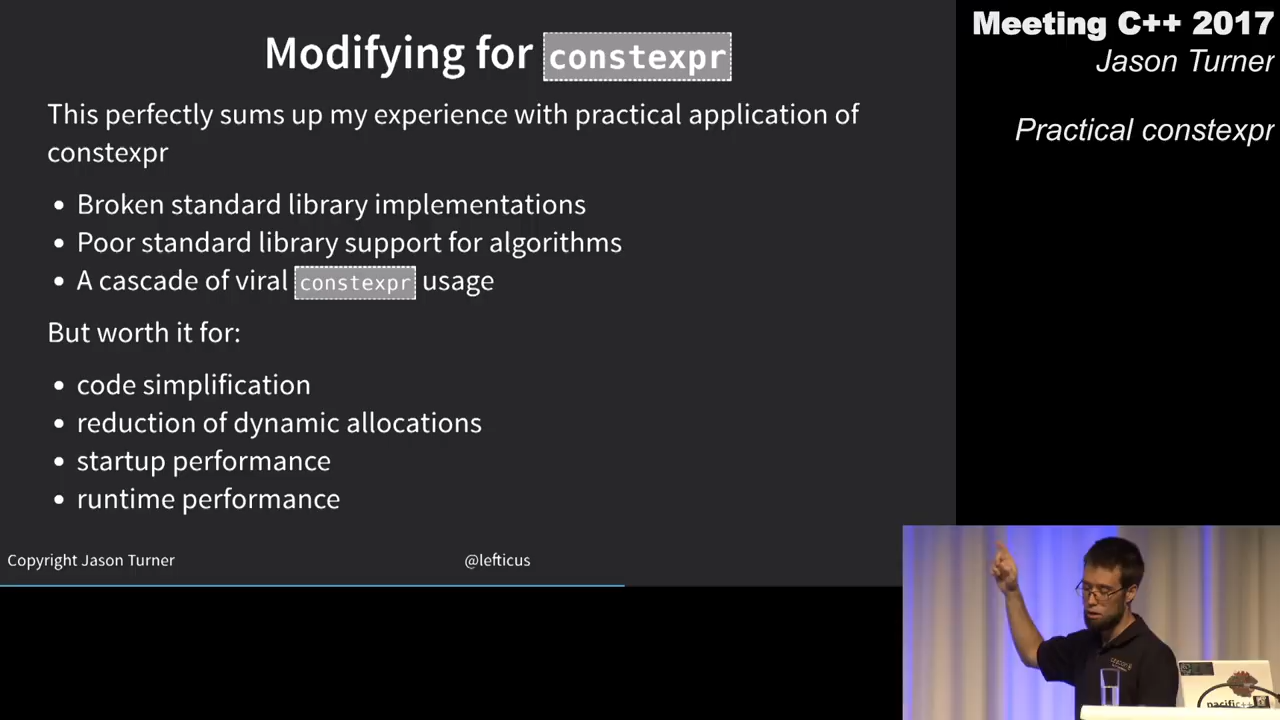 Modifying for constexpr
This perfectly sums up my experience with practical application of
constexpr
• Broken standard library implementations
• Poor standard library support for algorithms
• A cascade of viral constexpr usage
But worth it for:
• code simplification
• reduction of dynamic allocations
• startup performance
• runtime performance
Copyright Jason Turner
@lefticus
Meeting C++ 2017
Jason Turner
Practical constexpr
pacific++